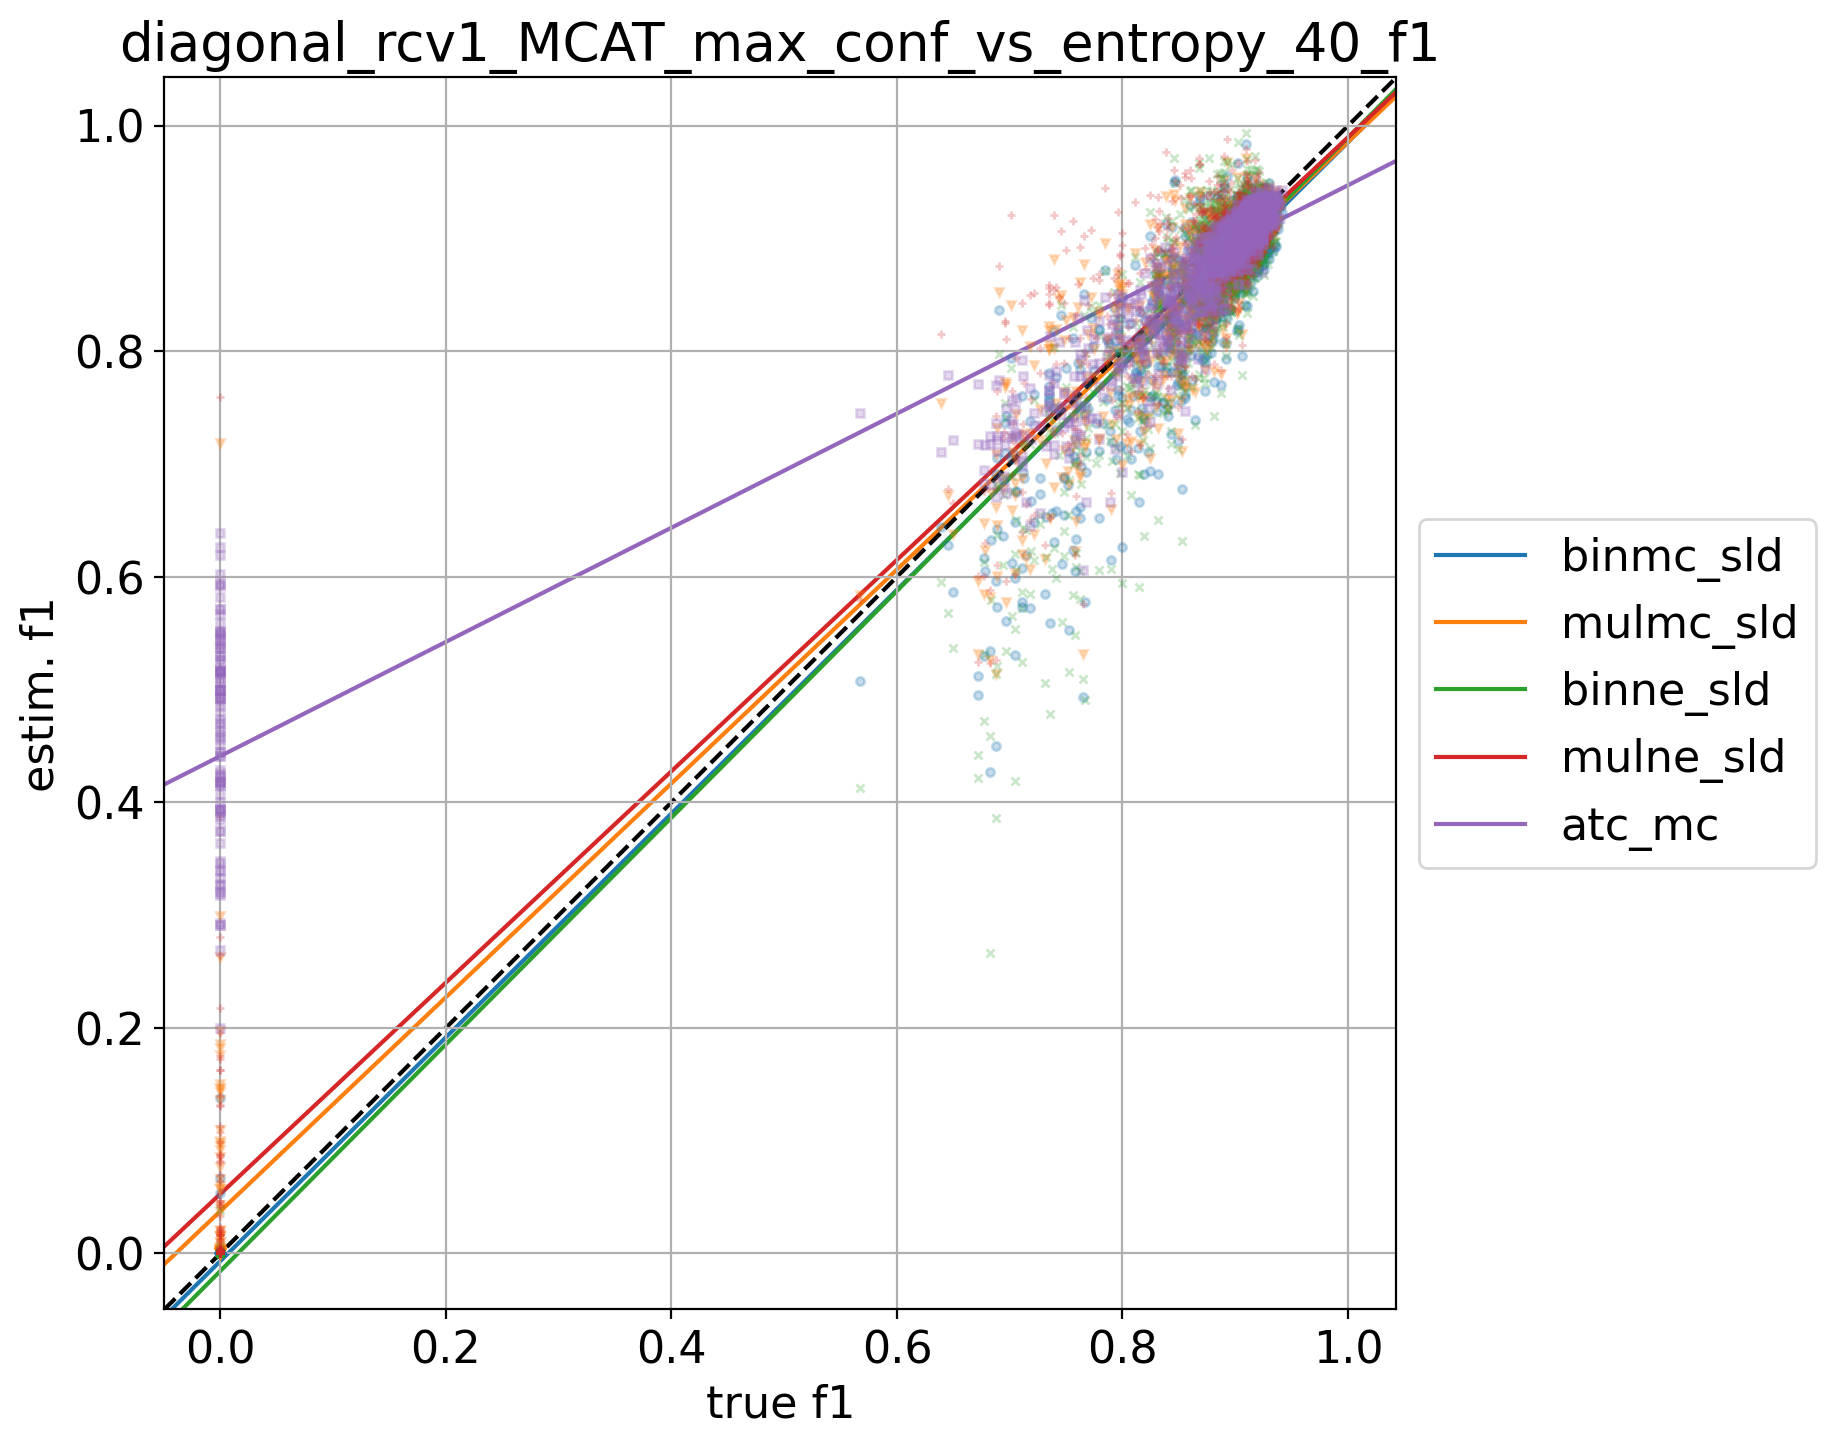 diagonal_rcv1_MCAT_max_conf_vs_entropy_40_f1
1.0
0.8
0.6
0.4
0.2
0.0
estim. f1
0.0 0.2 0.4 0.6 0.8 1.0
true f1
binmc_sld
mulmc_sld
binne_sld
mulne_sld
atc_mc